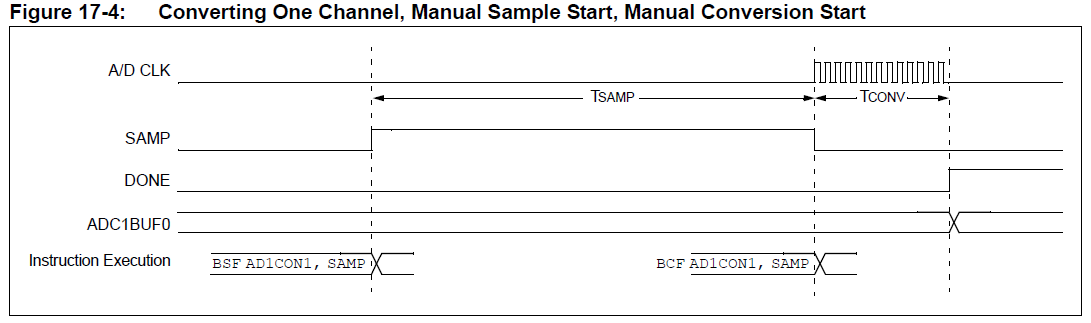 Figure 17-4: Converting One Channel, Manual Sample Start, Manual Conversion Start
A/D CLK
TSAMP TCONV
SAMP
DONE
ADC1BUF0
Instruction Execution BSF AD1CON1, SAMP BCF AD1CON1, SAMP